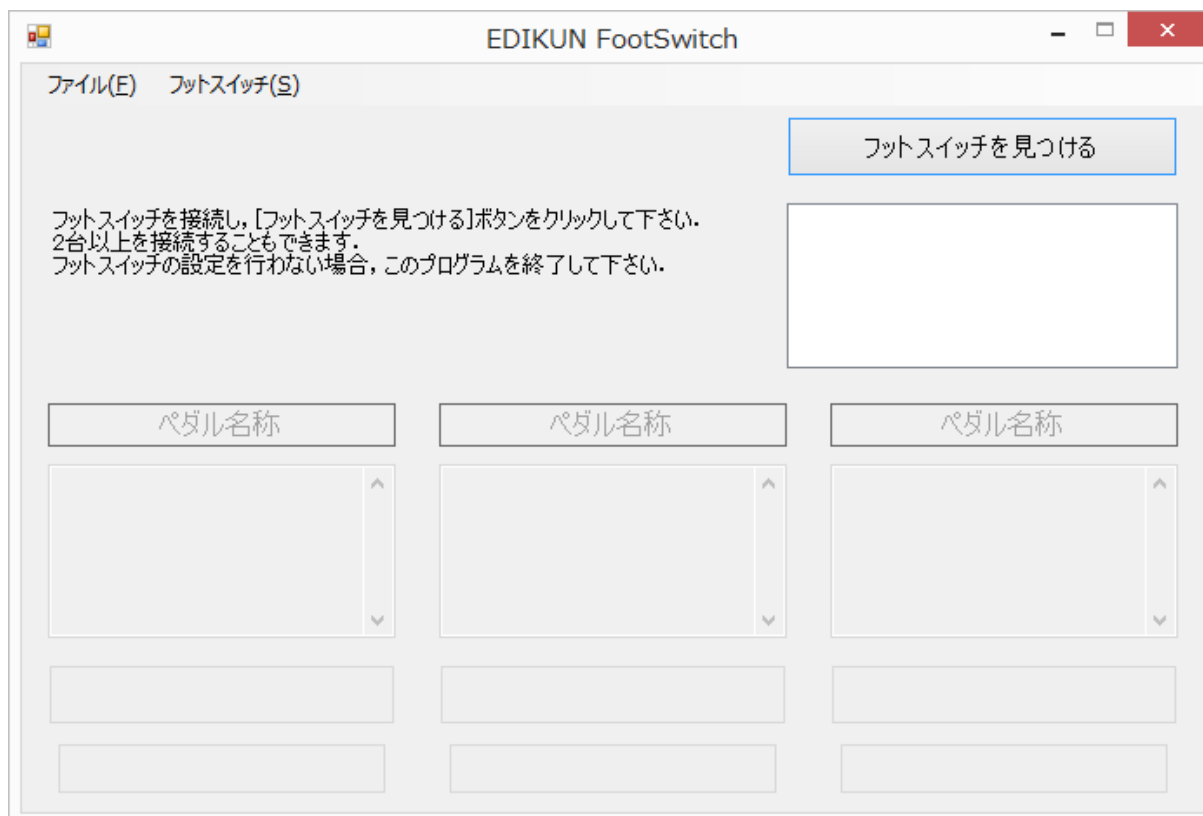 EDIKUN FootSwitch
ファイル(F) フットスイッチ(S)
フットスイッチを見つける
フットスイッチを接続し,[フットスイッチを見つける]ボタンをクリックして下さい.
2台以上を接続することもできます.
フットスイッチの設定を行わない場合,このプログラムを終了して下さい.
ペダル名称 ペダル名称 ペダル名称